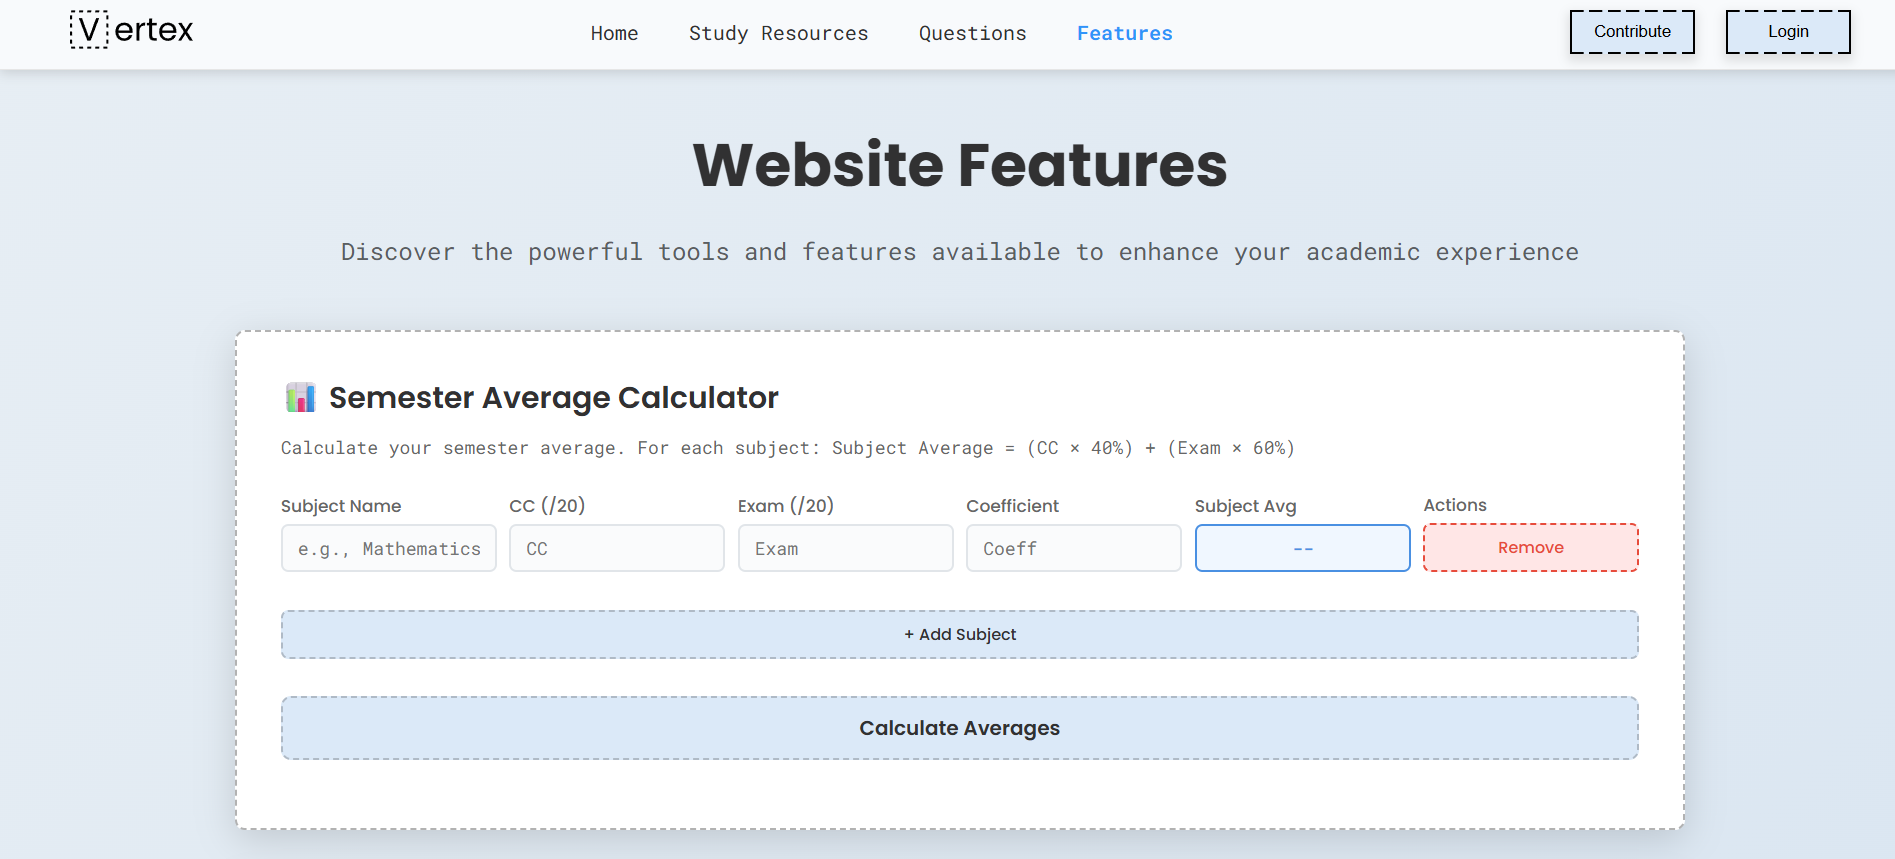 Vertex
Home Study Resources Questions Features
Contribute Login
Website Features
Discover the powerful tools and features available to enhance your academic experience
Semester Average Calculator
Calculate your semester average. For each subject: Subject Average = (CC × 40%) + (Exam × 60%)
Subject Name CC (/20) Exam (/20) Coefficient Subject Avg Actions
e.g., Mathematics CC Exam Coeff -- Remove
+ Add Subject
Calculate Averages